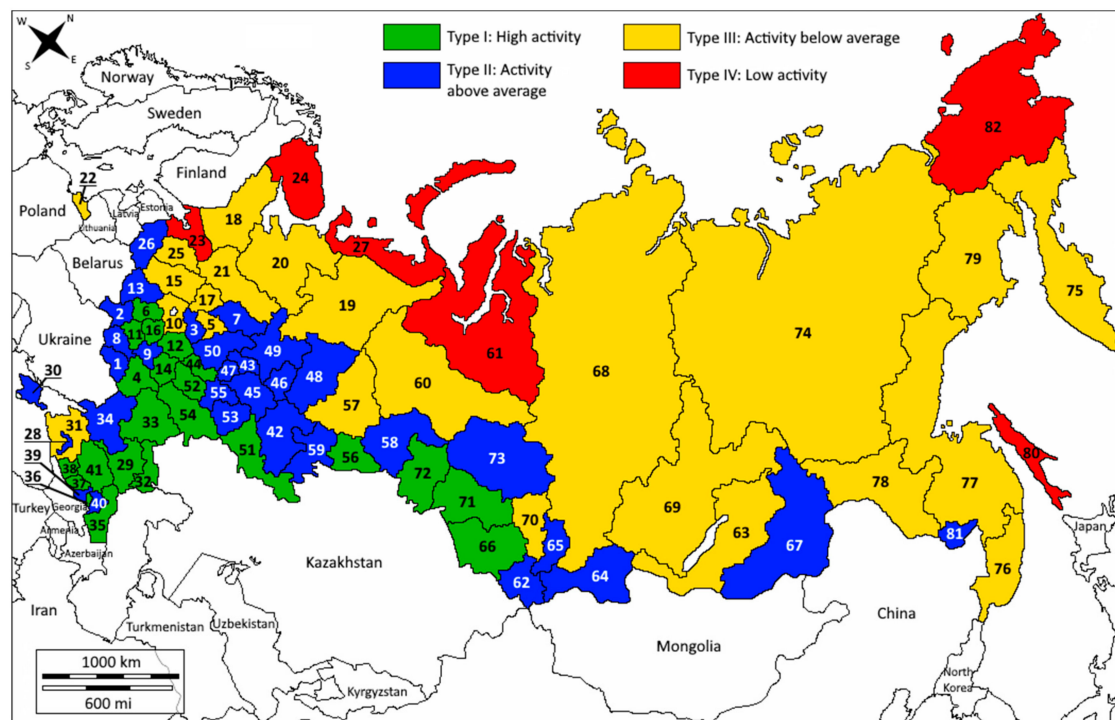 W N
S E
Type I: High activity
Type II: Activity
above average
Type III: Activity below average
Type IV: Low activity
Norway
Sweden
Finland
Estonia
Latvia
Lithuania
Poland
Belarus
Ukraine
Turkey
Georgia
Armenia
Azerbaijan
Iran
Turkmenistan
Uzbekistan
Kazakhstan
Kyrgyzstan
Mongolia
China
North
Korea
Japan
22
24
82
18
23
27
26
25
20
21
79
75
15
19
13
17
74
2
6
10
3
5
7
61
11
16
8
12
50
49
68
9
1
14
44
47
43
60
30
4
52
46
48
55
45
57
34
33
54
53
31
42
58
80
28
59
56
73
51
38
41
29
72
39
37
32
78
77
36
40
71
69
70
63
35
81
66
65
67
62
64
76
1000 km
600 mi